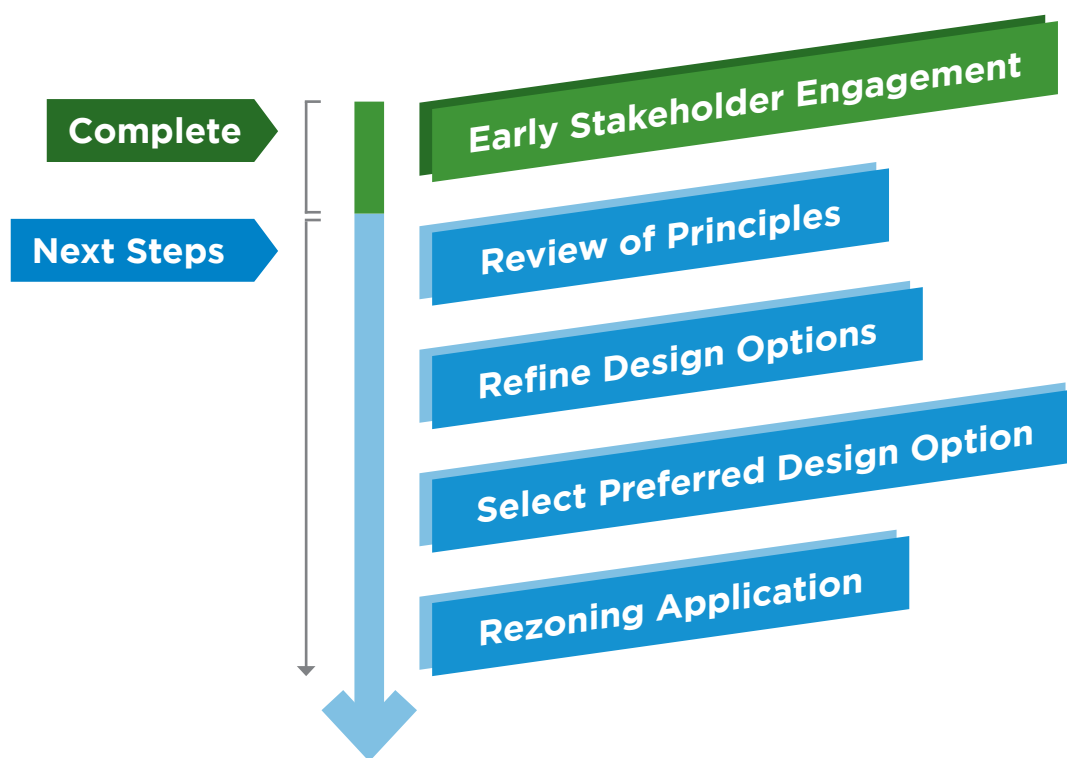 Complete
Early Stakeholder Engagement
Next Steps
Review of Principles
Refine Design Options
Select Preferred Design Option
Rezoning Application